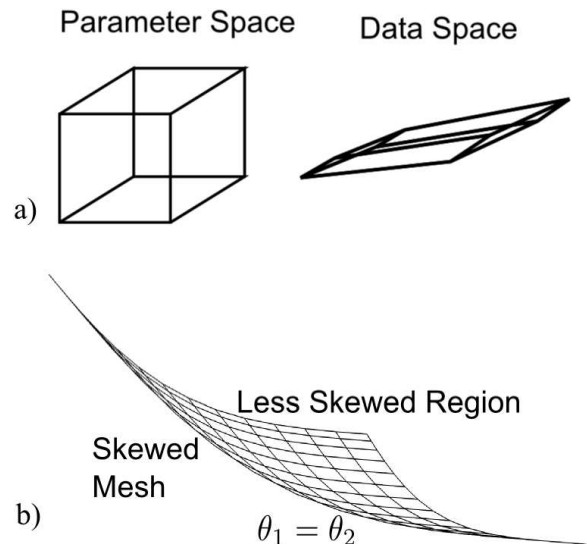 Parameter Space
Data Space
a)
Less Skewed Region
Skewed
Mesh
b)
θ₁ = θ₂